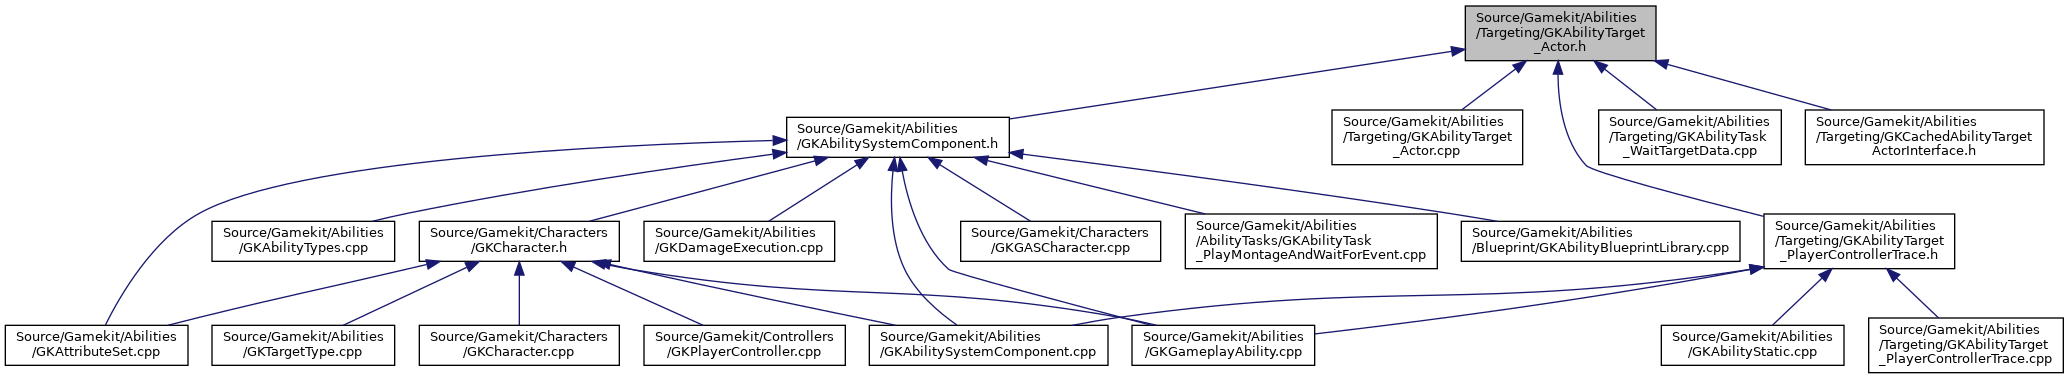 Source/Gamekit/Abilities
/Targeting/GKAbilityTarget
_Actor.h
Source/Gamekit/Abilities
/GKAbilitySystemComponent.h
Source/Gamekit/Abilities
/Targeting/GKAbilityTarget
_Actor.cpp
Source/Gamekit/Abilities
/Targeting/GKAbilityTask
_WaitTargetData.cpp
Source/Gamekit/Abilities
/Targeting/GKCachedAbilityTarget
ActorInterface.h
Source/Gamekit/Abilities
/GKAbilityTypes.cpp
Source/Gamekit/Characters
/GKCharacter.h
Source/Gamekit/Abilities
/GKDamageExecution.cpp
Source/Gamekit/Characters
/GKGASCharacter.cpp
Source/Gamekit/Abilities
/AbilityTasks/GKAbilityTask
_PlayMontageAndWaitForEvent.cpp
Source/Gamekit/Abilities
/Blueprint/GKAbilityBlueprintLibrary.cpp
Source/Gamekit/Abilities
/Targeting/GKAbilityTarget
_PlayerControllerTrace.h
Source/Gamekit/Abilities
/GKAttributeSet.cpp
Source/Gamekit/Abilities
/GKTargetType.cpp
Source/Gamekit/Characters
/GKCharacter.cpp
Source/Gamekit/Controllers
/GKPlayerController.cpp
Source/Gamekit/Abilities
/GKAbilitySystemComponent.cpp
Source/Gamekit/Abilities
/GKGameplayAbility.cpp
Source/Gamekit/Abilities
/GKAbilityStatic.cpp
Source/Gamekit/Abilities
/Targeting/GKAbilityTarget
_PlayerControllerTrace.cpp